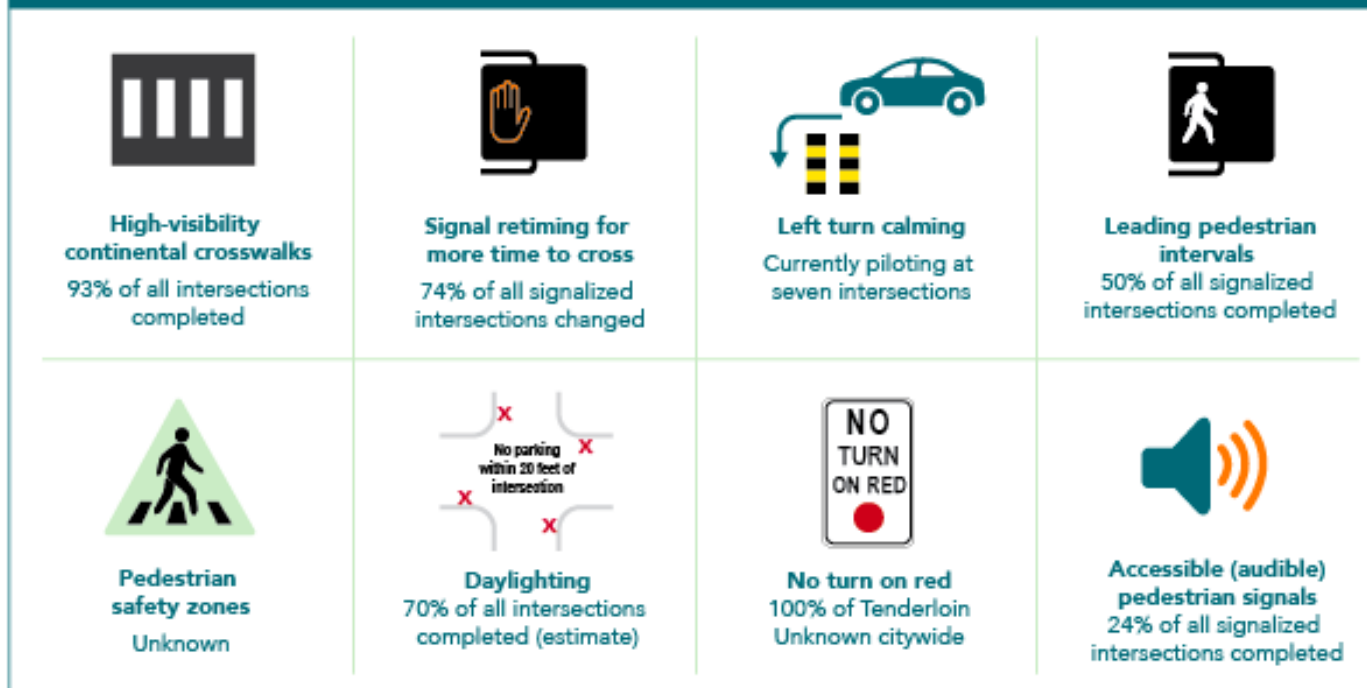 High-visibility
continental crosswalks
93% of all intersections
completed
Signal retiming for
more time to cross
74% of all signalized
intersections changed
Left turn calming
Currently piloting at
seven intersections
Leading pedestrian
intervals
50% of all signalized
intersections completed
Pedestrian
safety zones
Unknown
X
X
No parking
within 20 feet of
intersection
X
X
Daylighting
70% of all intersections
completed (estimate)
NO
TURN
ON RED
No turn on red
100% of Tenderloin
Unknown citywide
Accessible (audible)
pedestrian signals
24% of all signalized
intersections completed